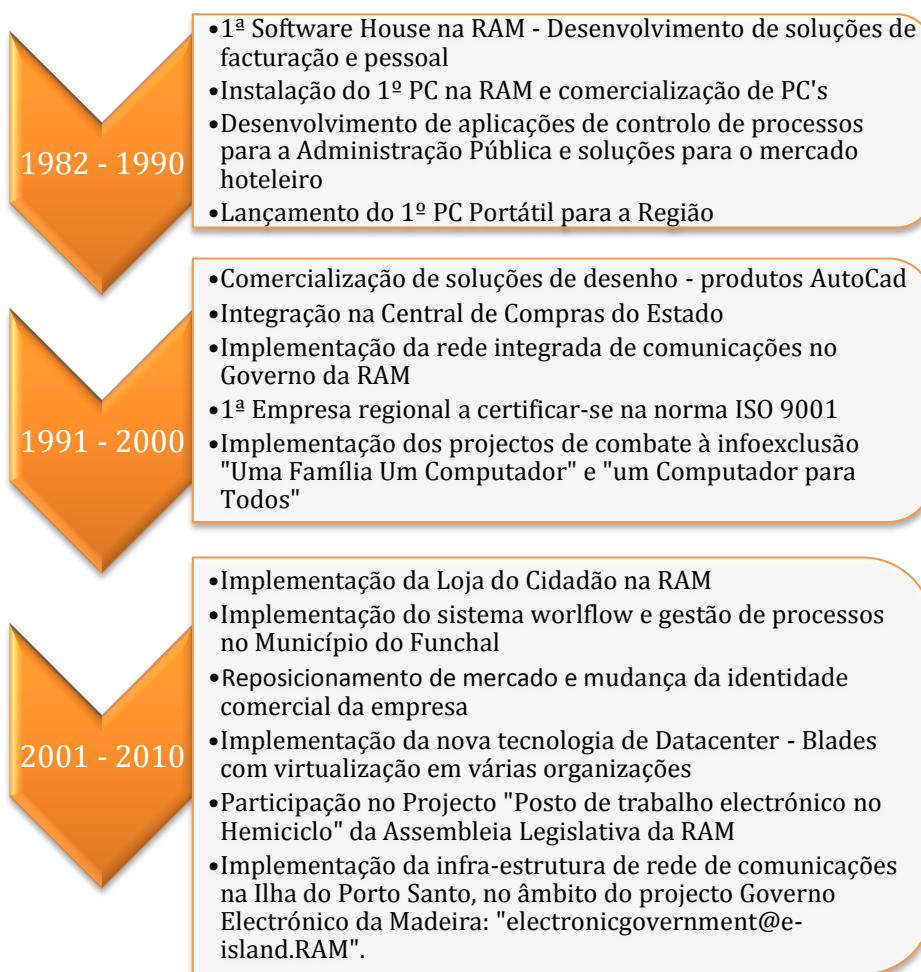 1982 - 1990
•1ª Software House na RAM - Desenvolvimento de soluções de
facturação e pessoal
•Instalação do 1º PC na RAM e comercialização de PC's
•Desenvolvimento de aplicações de controlo de processos
para a Administração Pública e soluções para o mercado
hoteleiro
•Lançamento do 1º PC Portátil para a Região
1991 - 2000
•Comercialização de soluções de desenho - produtos AutoCad
•Integração na Central de Compras do Estado
•Implementação da rede integrada de comunicações no
Governo da RAM
•1ª Empresa regional a certificar-se na norma ISO 9001
•Implementação dos projectos de combate à infoexclusão
"Uma Família Um Computador" e "um Computador para
Todos"
2001 - 2010
•Implementação da Loja do Cidadão na RAM
•Implementação do sistema worlflow e gestão de processos
no Município do Funchal
•Reposicionamento de mercado e mudança da identidade
comercial da empresa
•Implementação da nova tecnologia de Datacenter - Blades
com virtualização em várias organizações
•Participação no Projecto "Posto de trabalho electrónico no
Hemiciclo" da Assembleia Legislativa da RAM
•Implementação da infra-estrutura de rede de comunicações
na Ilha do Porto Santo, no âmbito do projecto Governo
Electrónico da Madeira: "electronicgovernment@e-
island.RAM".